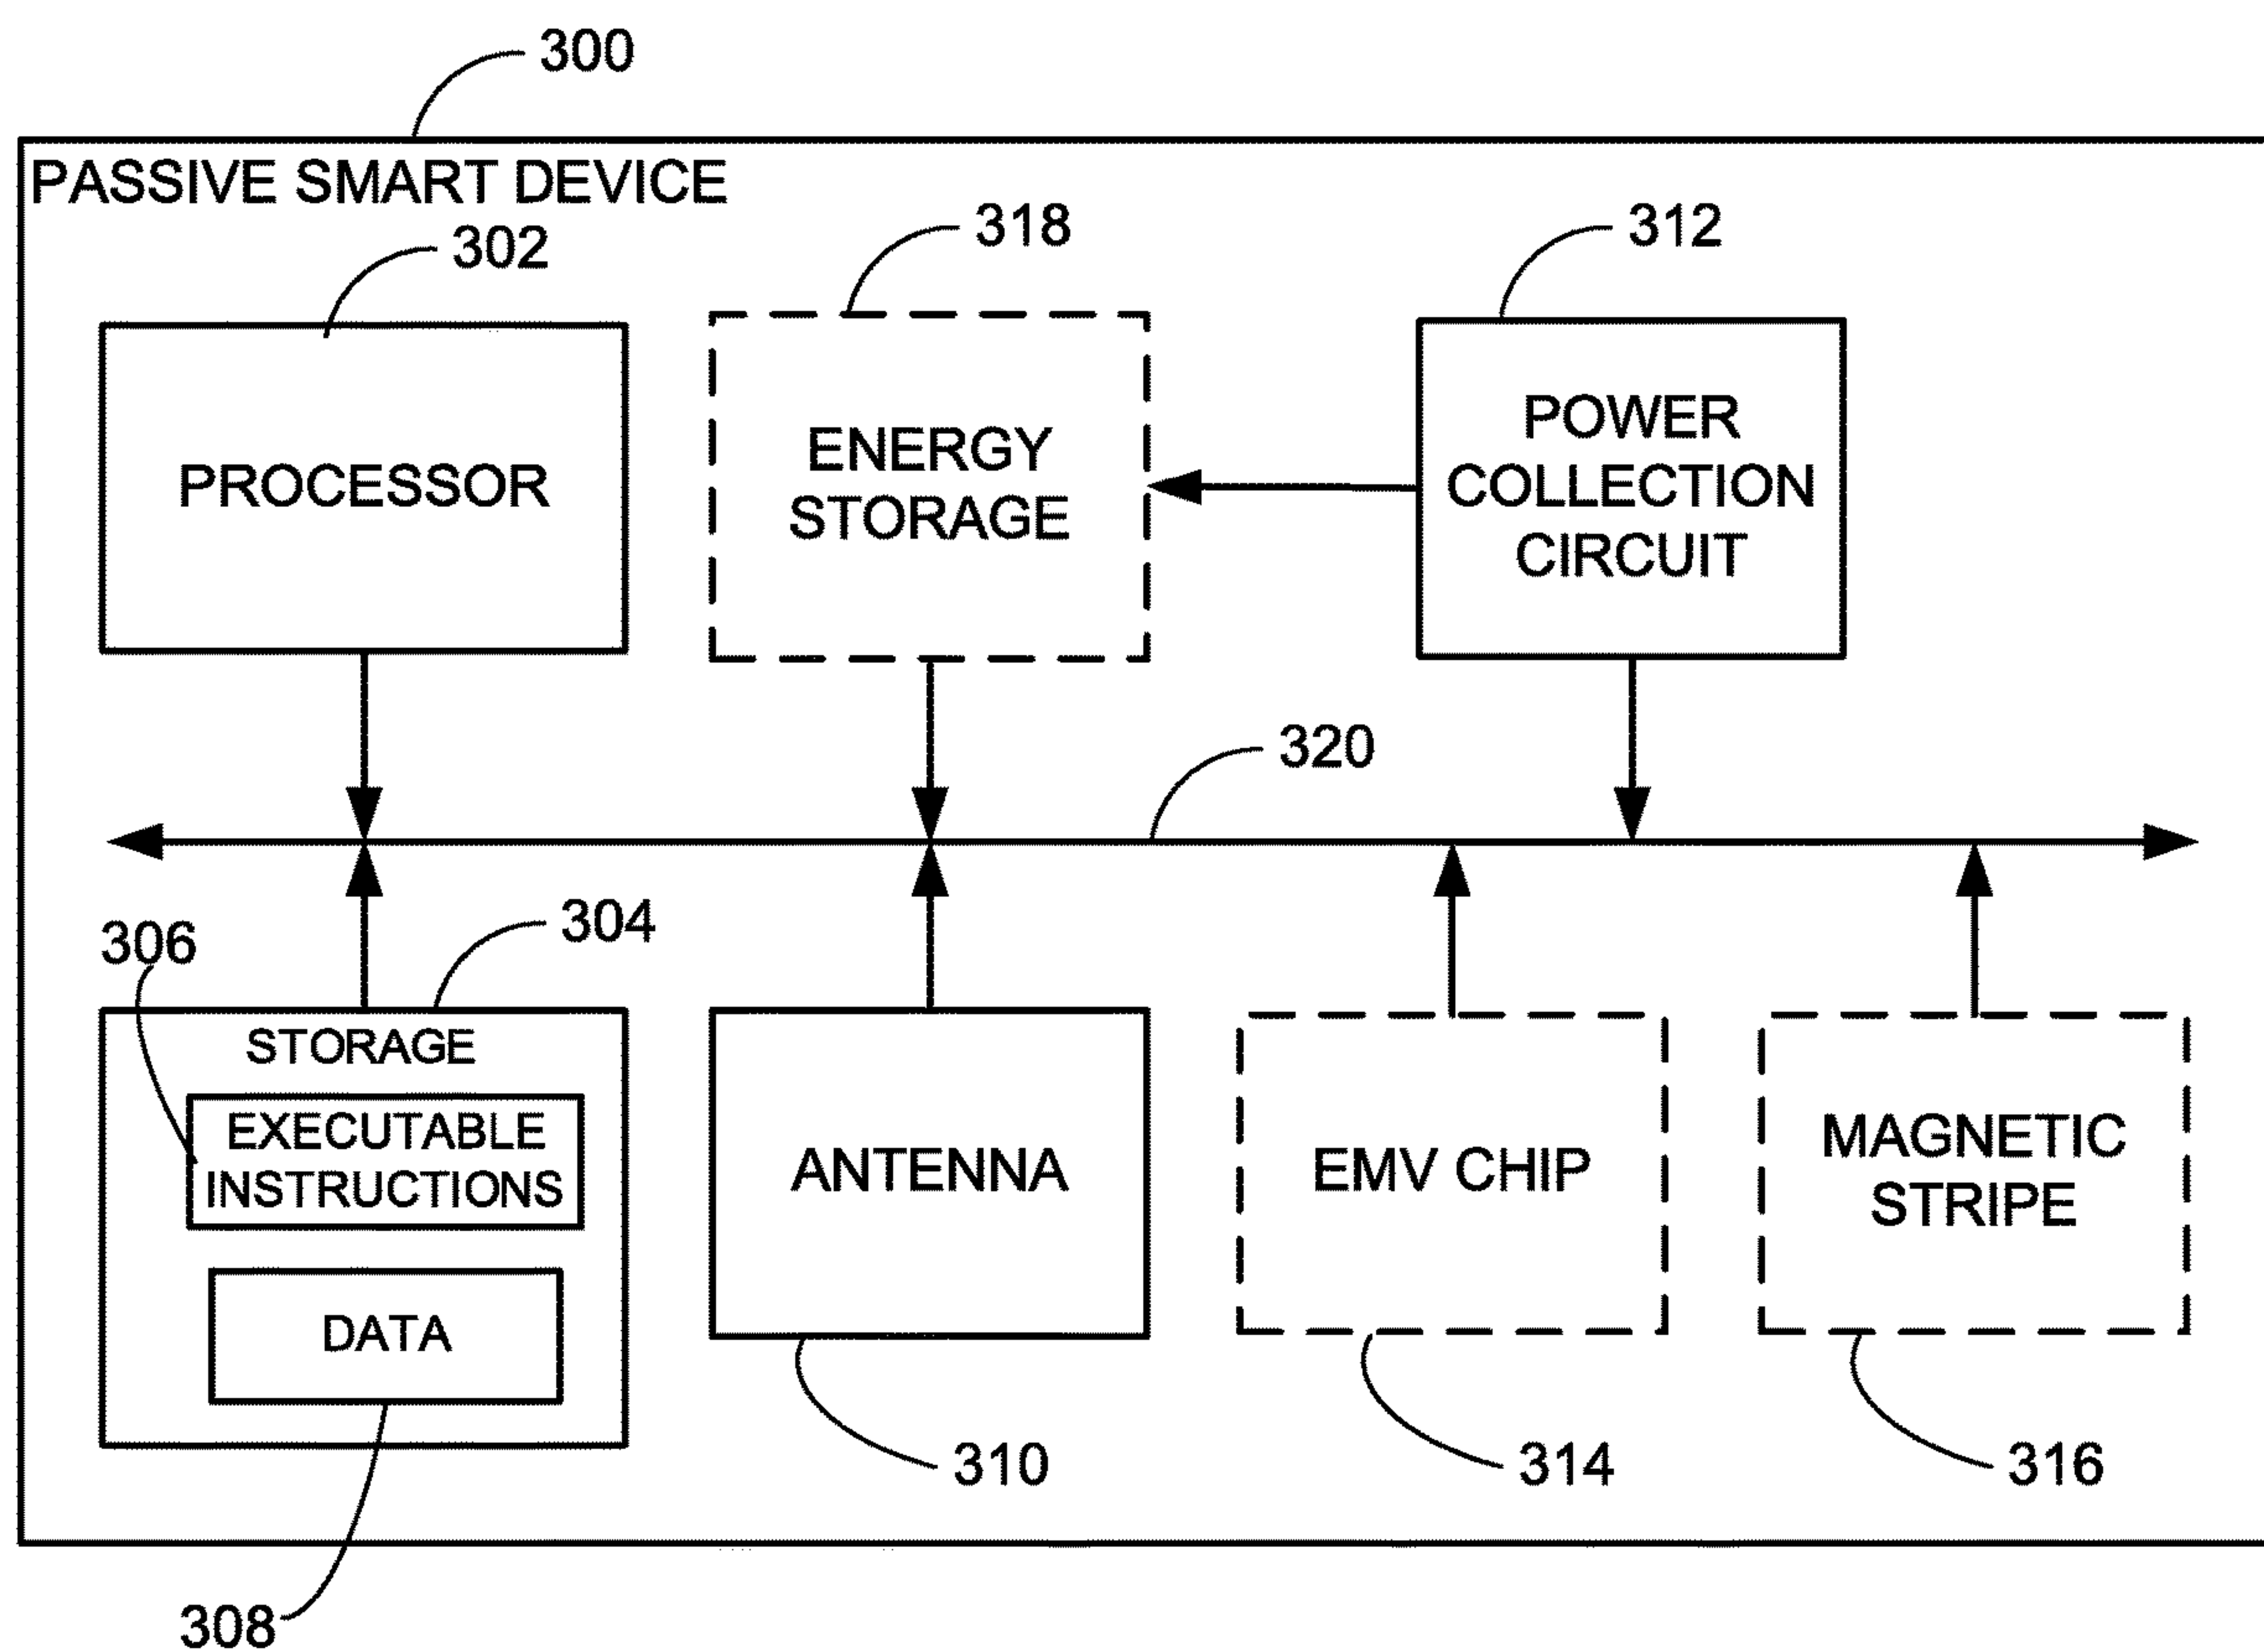 300
PASSIVE SMART DEVICE
302
318
312
PROCESSOR
ENERGY
STORAGE
POWER
COLLECTION
CIRCUIT
320
306
304
STORAGE
EXECUTABLE
INSTRUCTIONS
DATA
ANTENNA
EMV CHIP
MAGNETIC
STRIPE
310
314
316
308